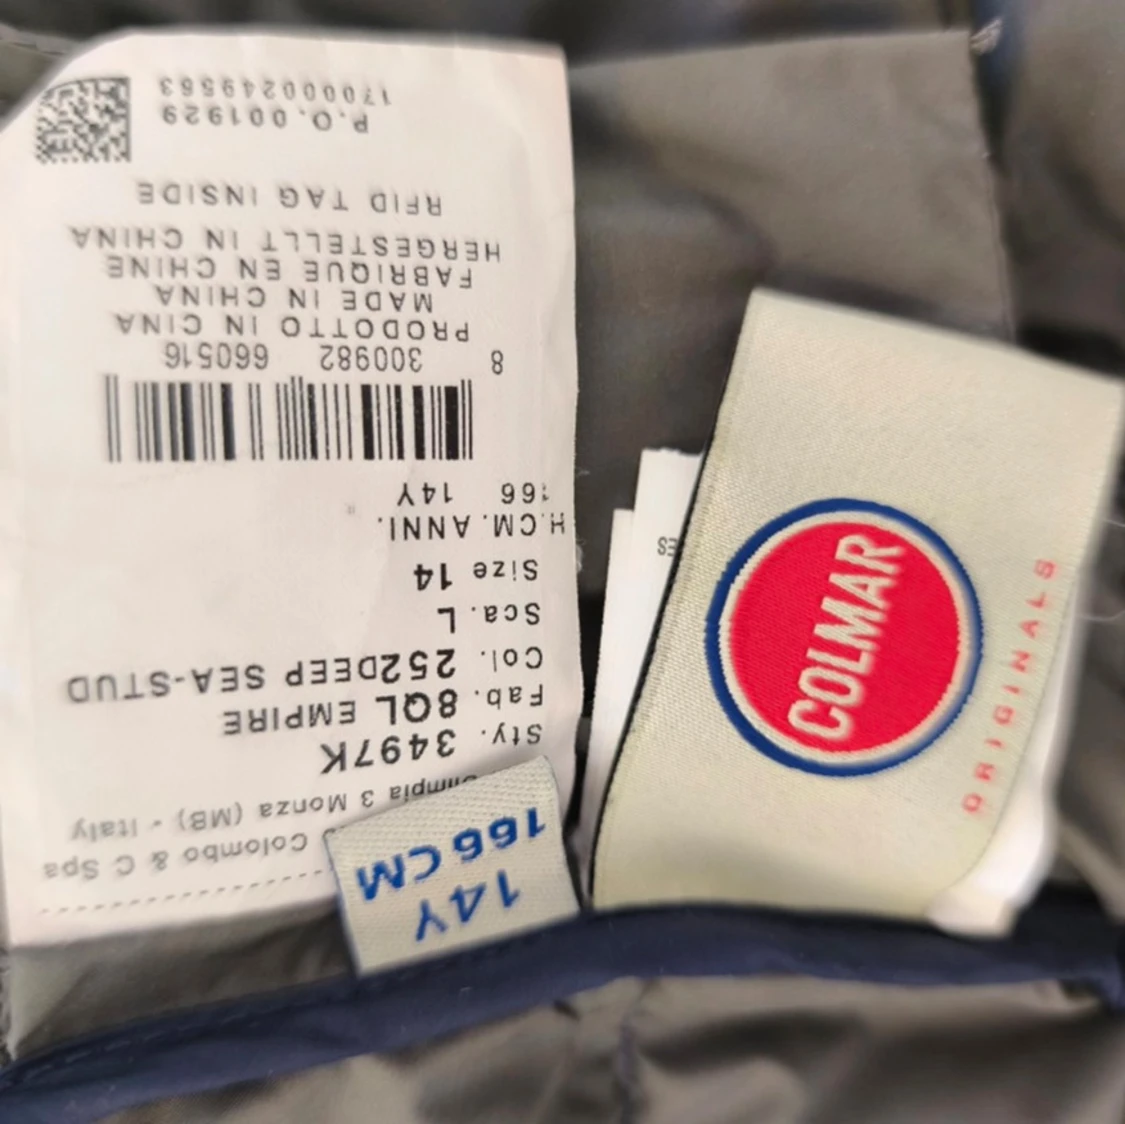 Colombo & C Spa
Olimpia 3 Monza (MB) - Italy
Sty. 3497K
Fab. 8QL EMPIRE
Col. 252DEEP SEA-STUD
Sca. L
Size 14
H.CM. ANNI.
166 14Y
8 300982 660516
PRODOTTO IN CINA
MADE IN CHINA
FABRIQUE EN CHINE
HERGESTELLT IN CHINA
RFID TAG INSIDE
P.O. 001929
170000249563
14Y
166 CM
COLMAR
ORIGINALS